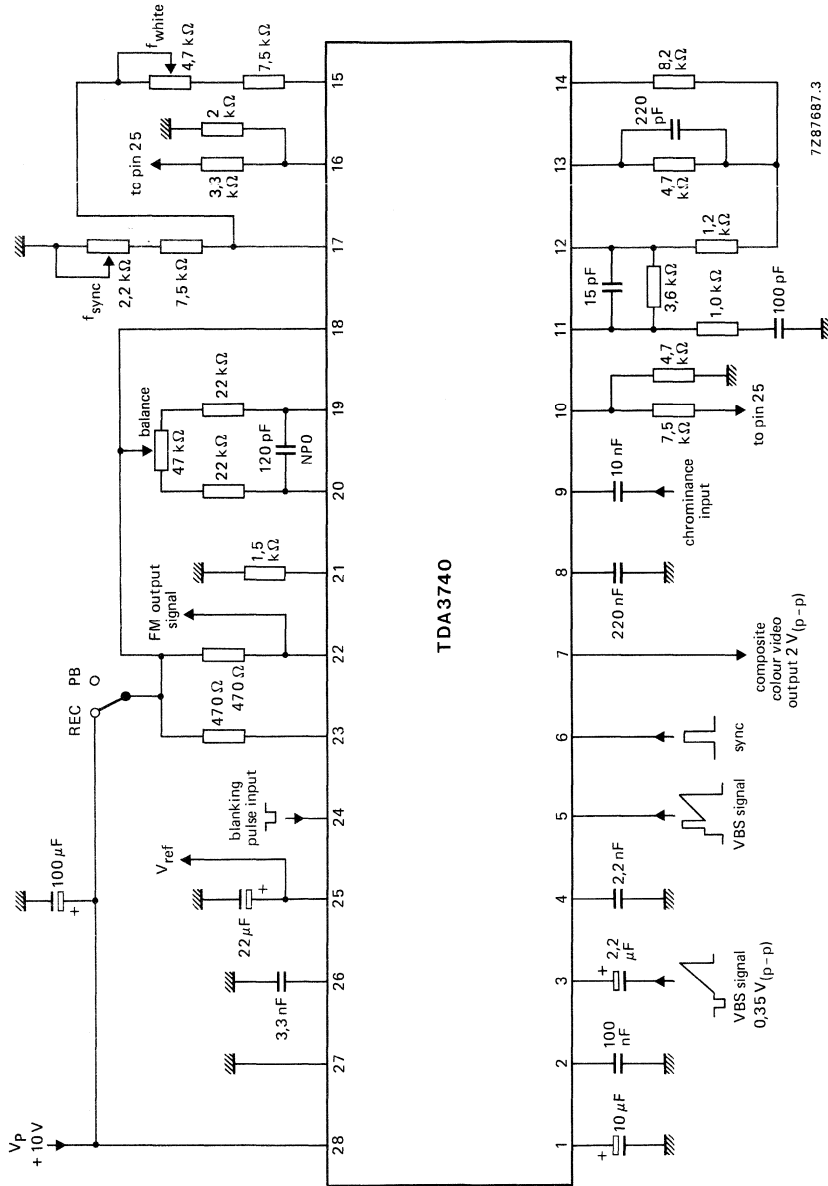 VP
+ 10 V
100 μF
+
REC
PB
balance
47 kΩ
22 kΩ
22 kΩ
120 pF
NP0
fsync
2,2 kΩ
7,5 kΩ
to pin 25
3,3
kΩ
2
kΩ
fwhite
4,7 kΩ
7,5 kΩ
3,3 nF
22 μF
+
Vref
blanking
pulse input
470 Ω
470 Ω
FM output
signal
1,5
kΩ
28
27
26
25
24
23
22
21
20
19
18
17
16
15
TDA3740
1
2
3
4
5
6
7
8
9
10
11
12
13
14
+
10 μF
100
nF
+
2,2
μF
VBS signal
0,35 V(p-p)
2,2 nF
VBS signal
sync
composite
colour video
output 2 V(p-p)
220 nF
10 nF
chrominance
input
7,5
kΩ
to pin 25
4,7
kΩ
15 pF
3,6 kΩ
1,0 kΩ
100 pF
1,2
kΩ
4,7
kΩ
220
pF
8,2
kΩ
7Z87687.3